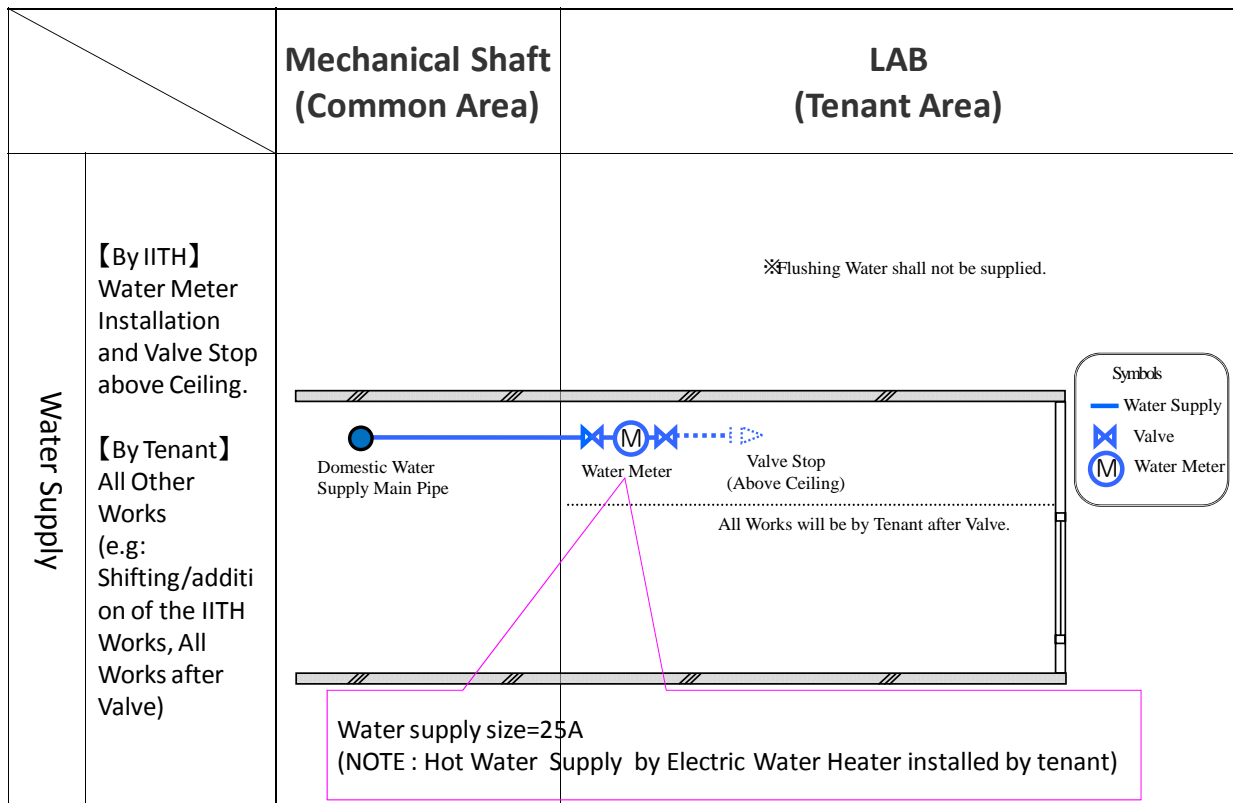 Mechanical Shaft
(Common Area)
LAB
(Tenant Area)
Water Supply
【By IITH】
Water Meter
Installation
and Valve Stop
above Ceiling.
【By Tenant】
All Other
Works
(e.g:
Shifting/additi
on of the IITH
Works, All
Works after
Valve)
※Flushing Water shall not be supplied.
Domestic Water
Supply Main Pipe
M
Water Meter
Valve Stop
(Above Ceiling)
All Works will be by Tenant after Valve.
Symbols
Water Supply
Valve
M Water Meter
Water supply size=25A
(NOTE : Hot Water Supply by Electric Water Heater installed by tenant)